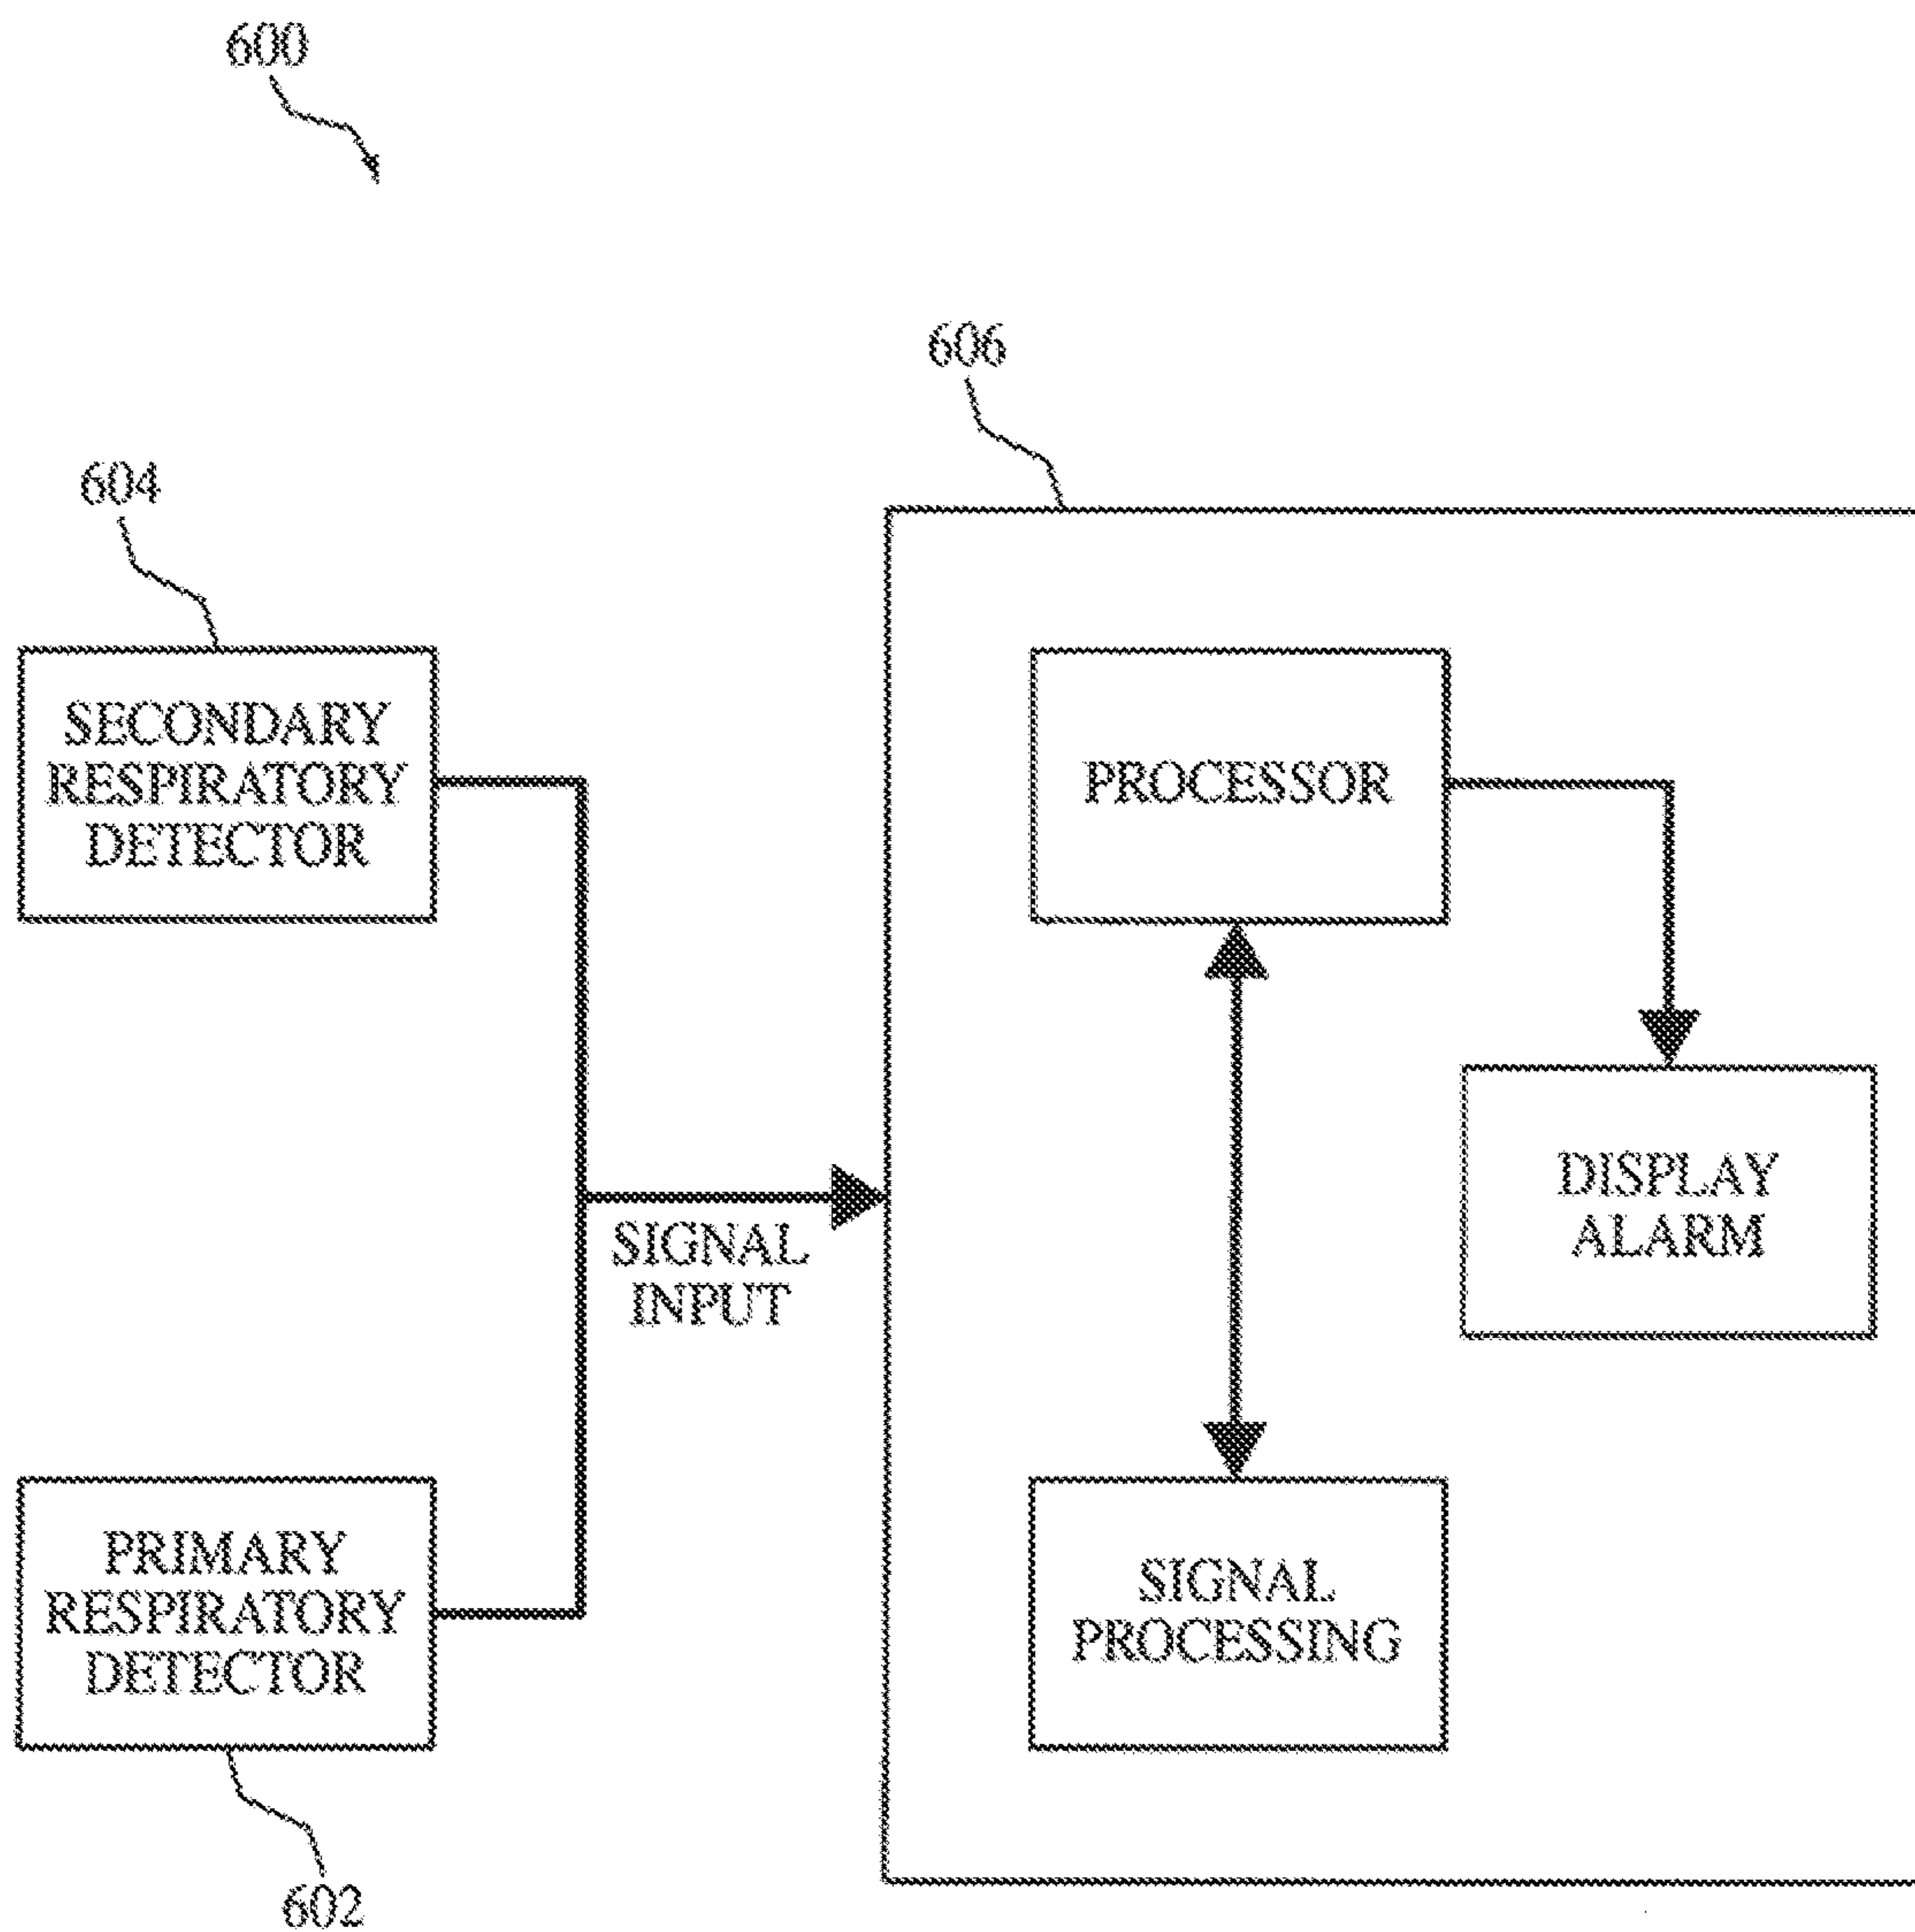 600
606
604
SECONDARY
RESPIRATORY
DETECTOR
PROCESSOR
DISPLAY
ALARM
SIGNAL
INPUT
PRIMARY
RESPIRATORY
DETECTOR
SIGNAL
PROCESSING
602